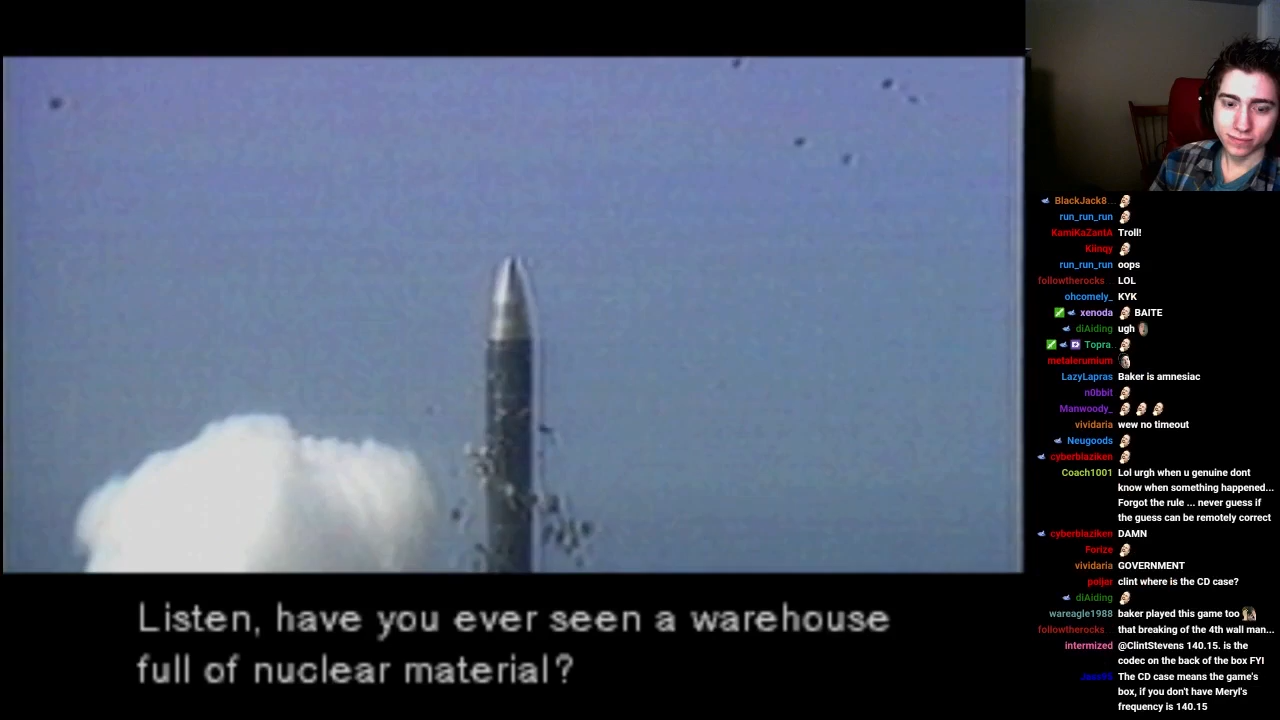 Listen, have you ever seen a warehouse
full of nuclear material?
BlackJack8...
run_run_run
KamiKaZantA Troll!
Kiinqy
run_run_run oops
followtherocks LOL
ohcomely_ KYK
xenoda BAITE
diAiding ugh
Topra..
metalerumium
LazyLapras Baker is amnesiac
n0bbit
Manwoody_
vividaria wew no timeout
Neugoods
cyberblaziken
Coach1001 Lol urgh when u genuine dont
know when something happened...
Forgot the rule ... never guess if
the guess can be remotely correct
cyberblaziken DAMN
Forize
vividaria GOVERNMENT
poijer clint where is the CD case?
diAiding
wareagle1988 baker played this game too
followtherocks that breaking of the 4th wall man...
intermized @ClintStevens 140.15. is the
codec on the back of the box FYI
The CD case means the game's
box, if you don't have Meryl's
frequency is 140.15